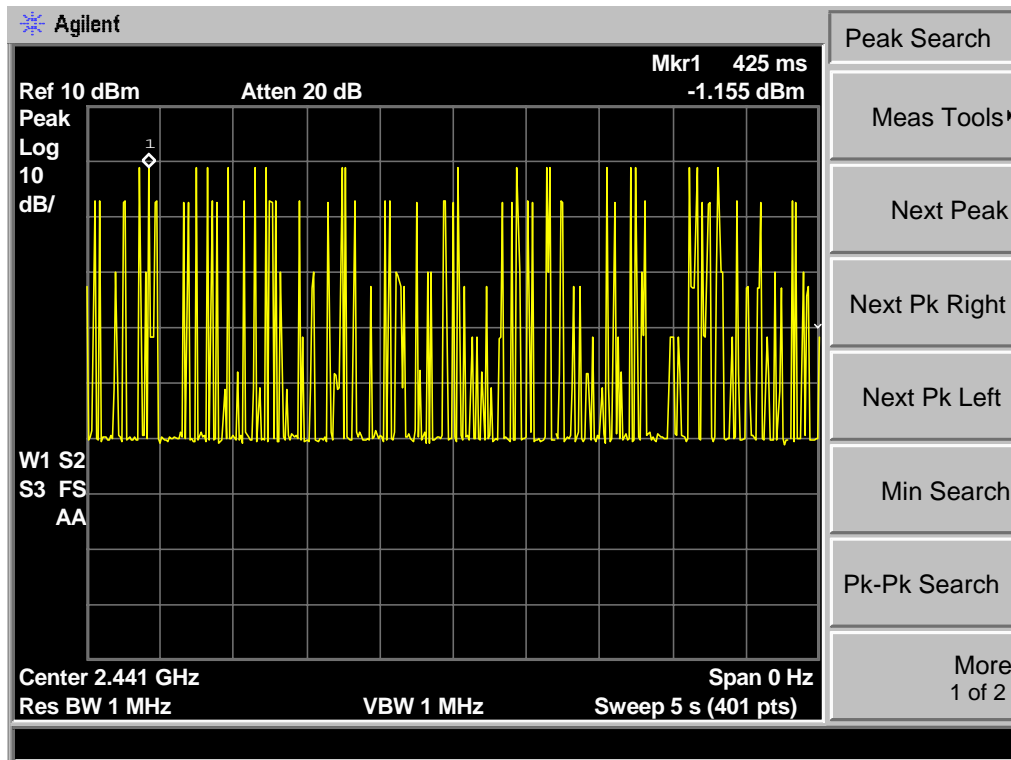 Agilent
Peak Search
Mkr1 425 ms
Ref 10 dBm Atten 20 dB -1.155 dBm
Peak
Log
10
dB/
1
W1 S2
S3 FS
AA
Center 2.441 GHz Span 0 Hz
Res BW 1 MHz VBW 1 MHz Sweep 5 s (401 pts)
Meas Tools
Next Peak
Next Pk Right
Next Pk Left
Min Search
Pk-Pk Search
More
1 of 2